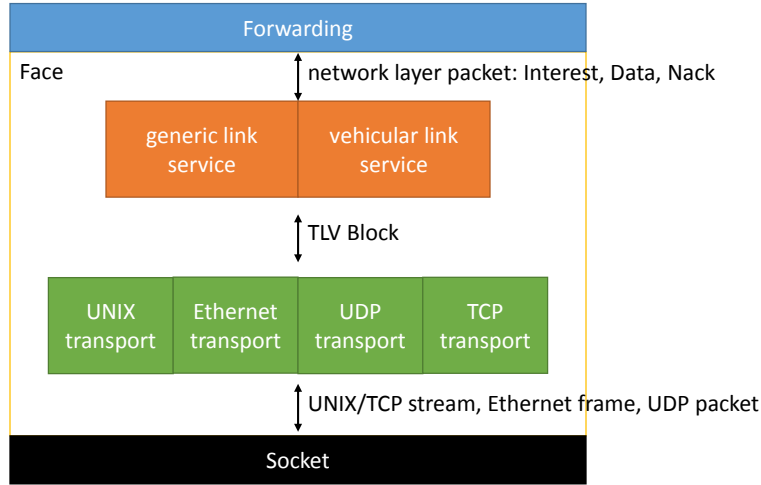 Forwarding
Face
network layer packet: Interest, Data, Nack
generic link
service
vehicular link
service
TLV Block
UNIX
transport
Ethernet
transport
UDP
transport
TCP
transport
UNIX/TCP stream, Ethernet frame, UDP packet
Socket